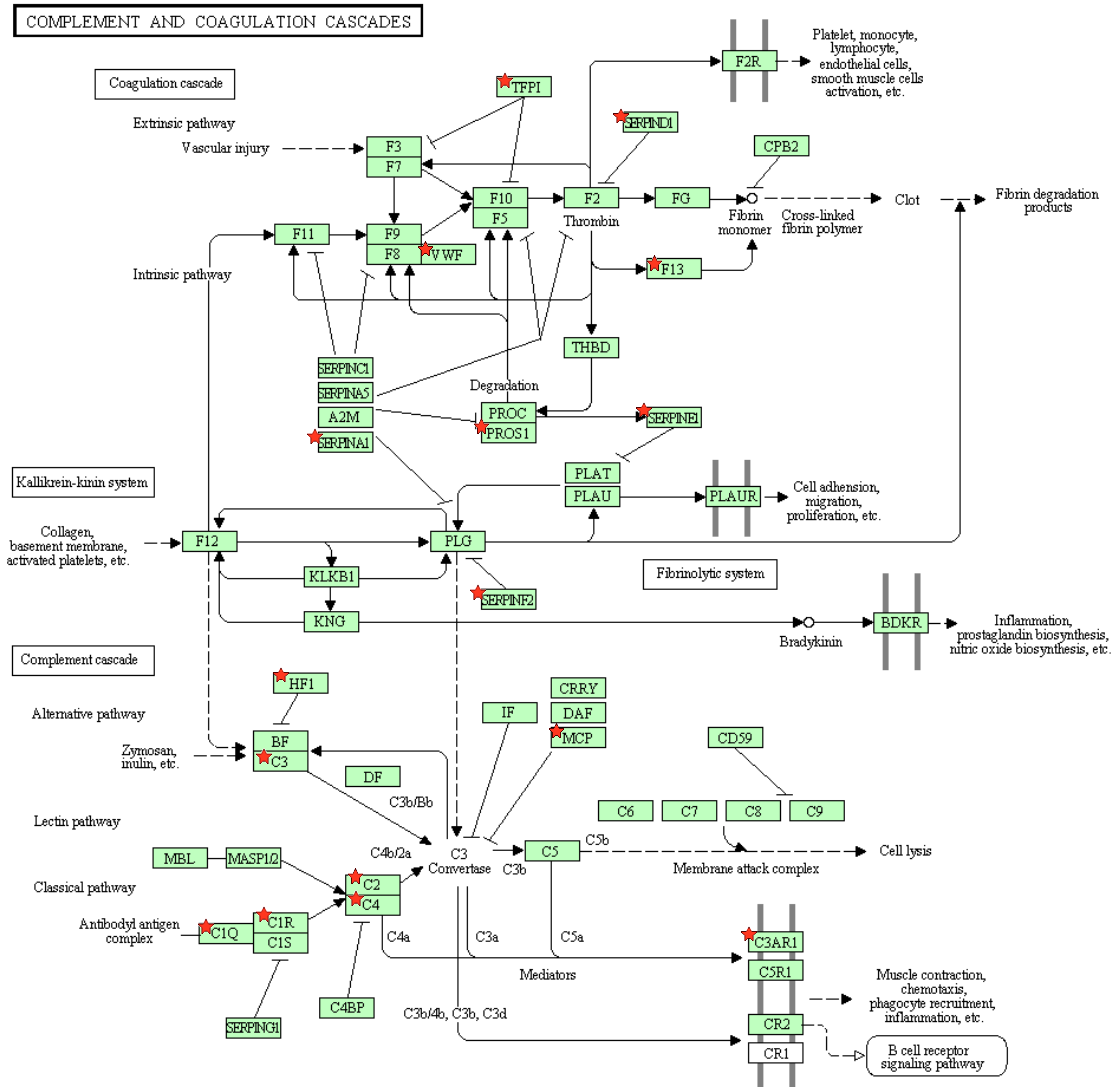 COMPLEMENT AND COAGULATION CASCADES
Platelet, monocyte,
lymphocyte,
endothelial cells,
smooth muscle cells
activation, etc.
F2R
Coagulation cascade
TFPI
Extrinsic pathway
SERPIND1
Vascular injury
F3
F7
CPB2
F10
F5
F2
Thrombin
FG
Fibrin
monomer
Cross-linked
fibrin polymer
Clot
Fibrin degradation
products
F11
F9
F8
VWF
F13
Intrinsic pathway
THBD
SERPINC1
SERPINA5
A2M
SERPINA1
Degradation
PROC
PROS1
SERPINE1
PLAT
PLAU
PLAUR
Cell adhesion,
migration,
proliferation, etc.
Kallikrein-kinin system
Collagen,
basement membrane,
activated platelets, etc.
F12
PLG
KLKB1
KNG
SERPINF2
Fibrinolytic system
Bradykinin
BDKR
Inflammation,
prostaglandin biosynthesis,
nitric oxide biosynthesis, etc.
Complement cascade
HF1
Alternative pathway
IF
CRRY
DAF
MCP
CD59
Zymosan,
inulin, etc.
BF
C3
DF
C3b/Bb
C6
C7
C8
C9
Lectin pathway
C4b/2a
C3
Convertase
C3b
C5
C5b
Membrane attack complex
Cell lysis
MBL
MASP1/2
Classical pathway
C2
C4
Antibodyl antigen
complex
C1Q
C1R
C1S
C4a
C3a
C5a
Mediators
C3AR1
C5R1
Muscle contraction,
chemotaxis,
phagocyte recruitment,
inflammation, etc.
SERPING1
C4BP
C3b/4b, C3b, C3d
CR2
CR1
B cell receptor
signaling pathway